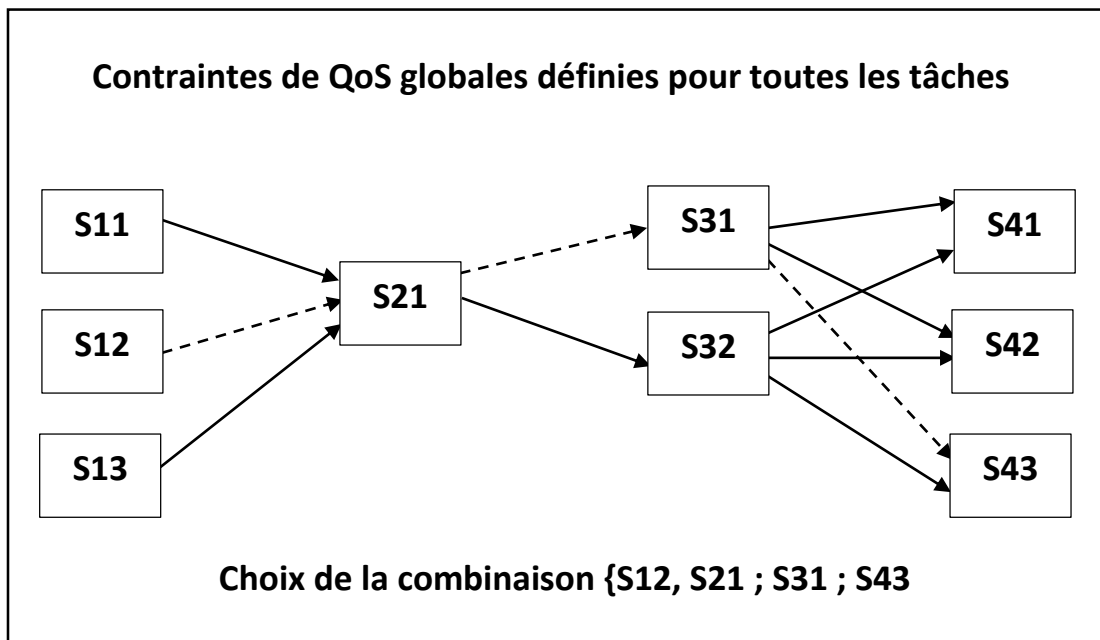 Contraintes de QoS globales définies pour toutes les tâches
S11
S12
S13
S21
S31
S32
S41
S42
S43
Choix de la combinaison {S12, S21 ; S31 ; S43